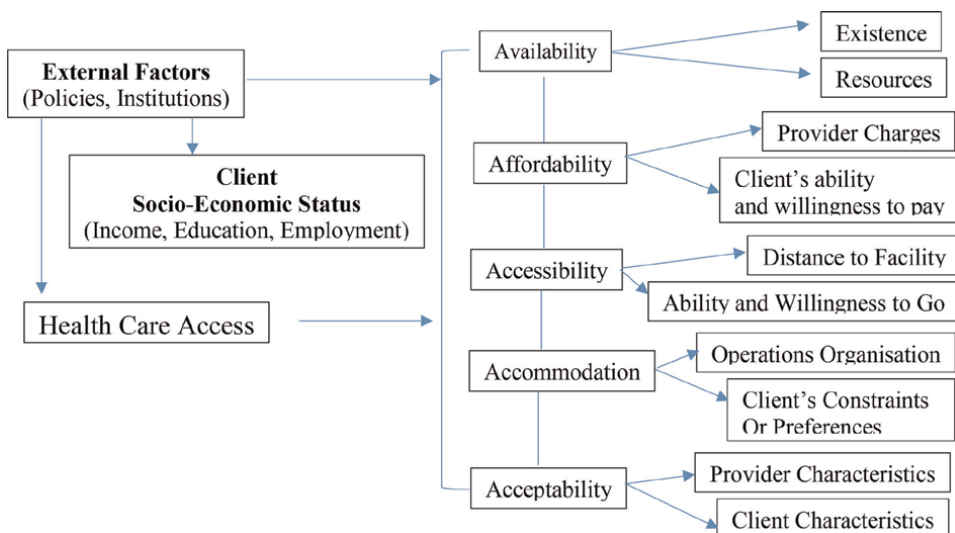 External Factors
(Policies, Institutions)
Client
Socio-Economic Status
(Income, Education, Employment)
Health Care Access
Availability
Existence
Resources
Affordability
Provider Charges
Client’s ability
and willingness to pay
Accessibility
Distance to Facility
Ability and Willingness to Go
Accommodation
Operations Organisation
Client’s Constraints
Or Preferences
Acceptability
Provider Characteristics
Client Characteristics